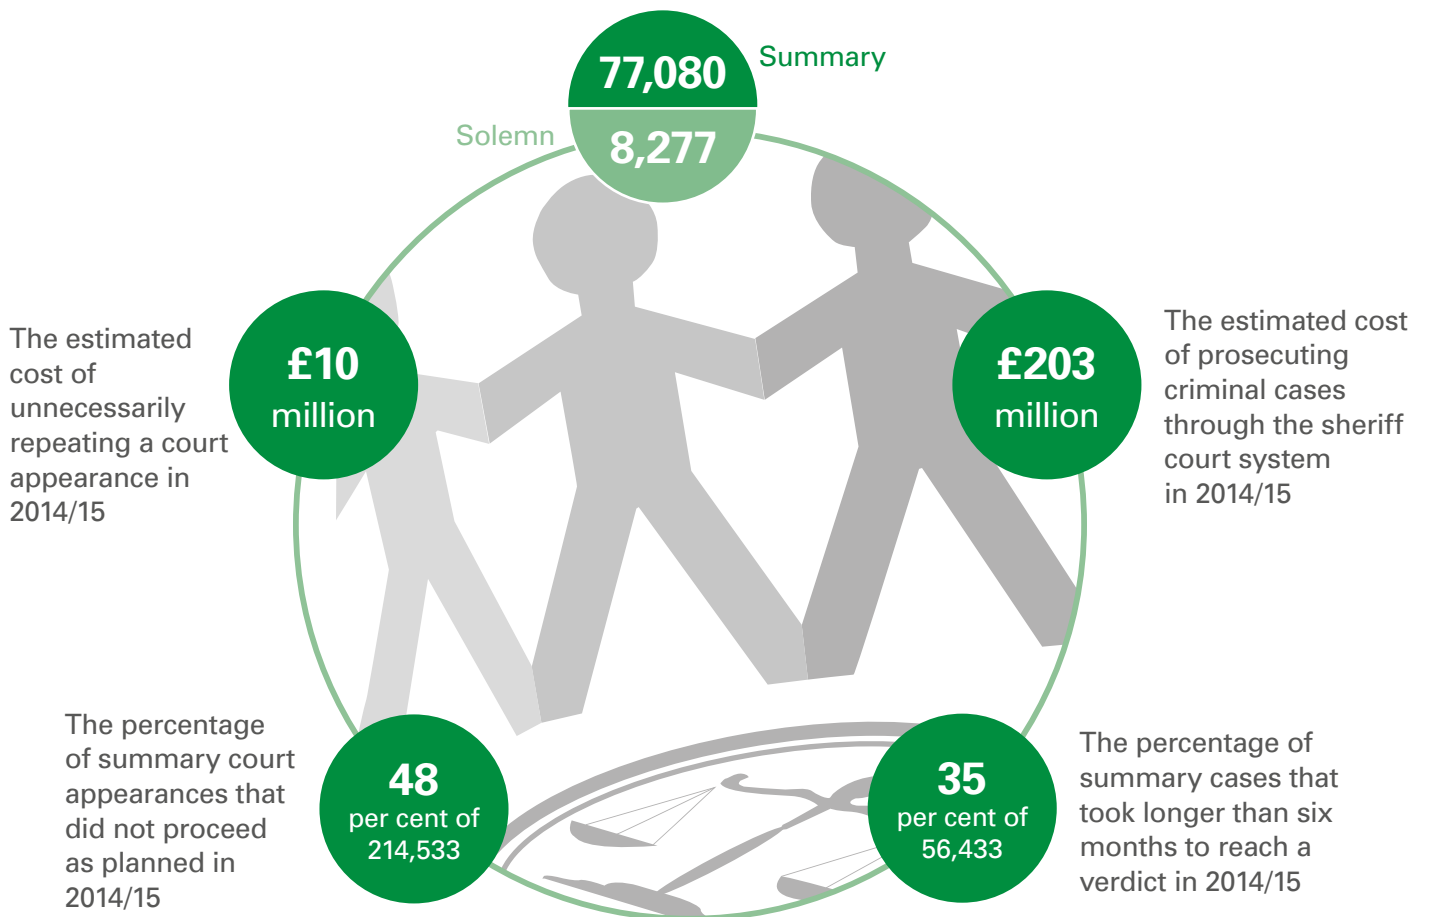 77,080
Summary
Solemn
8,277
The estimated
cost of
unnecessarily
repeating a court
appearance in
2014/15
£10
million
£203
million
The estimated cost
of prosecuting
criminal cases
through the sheriff
court system
in 2014/15
The percentage
of summary court
appearances that
did not proceed
as planned in
2014/15
48
per cent of
214,533
35
per cent of
56,433
The percentage of
summary cases that
took longer than six
months to reach a
verdict in 2014/15